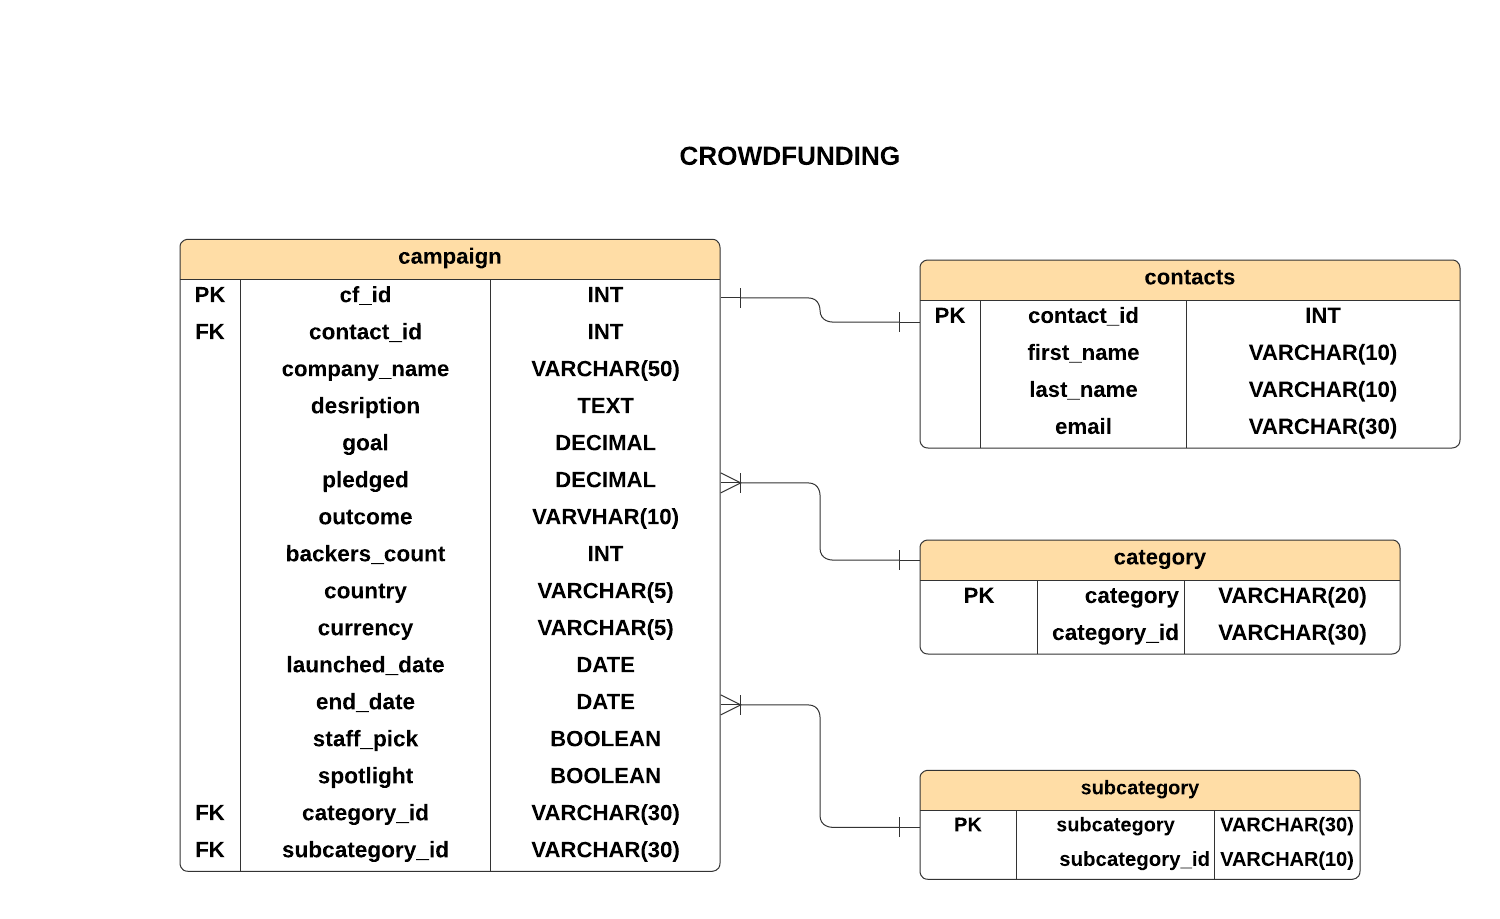 CROWDFUNDING
campaign
PK cf_id INT
FK contact_id INT
company_name VARCHAR(50)
desription TEXT
goal DECIMAL
pledged DECIMAL
outcome VARVHAR(10)
backers_count INT
country VARCHAR(5)
currency VARCHAR(5)
launched_date DATE
end_date DATE
staff_pick BOOLEAN
spotlight BOOLEAN
FK category_id VARCHAR(30)
FK subcategory_id VARCHAR(30)
contacts
PK contact_id INT
first_name VARCHAR(10)
last_name VARCHAR(10)
email VARCHAR(30)
category
PK category VARCHAR(20)
category_id VARCHAR(30)
subcategory
PK subcategory VARCHAR(30)
subcategory_id VARCHAR(10)